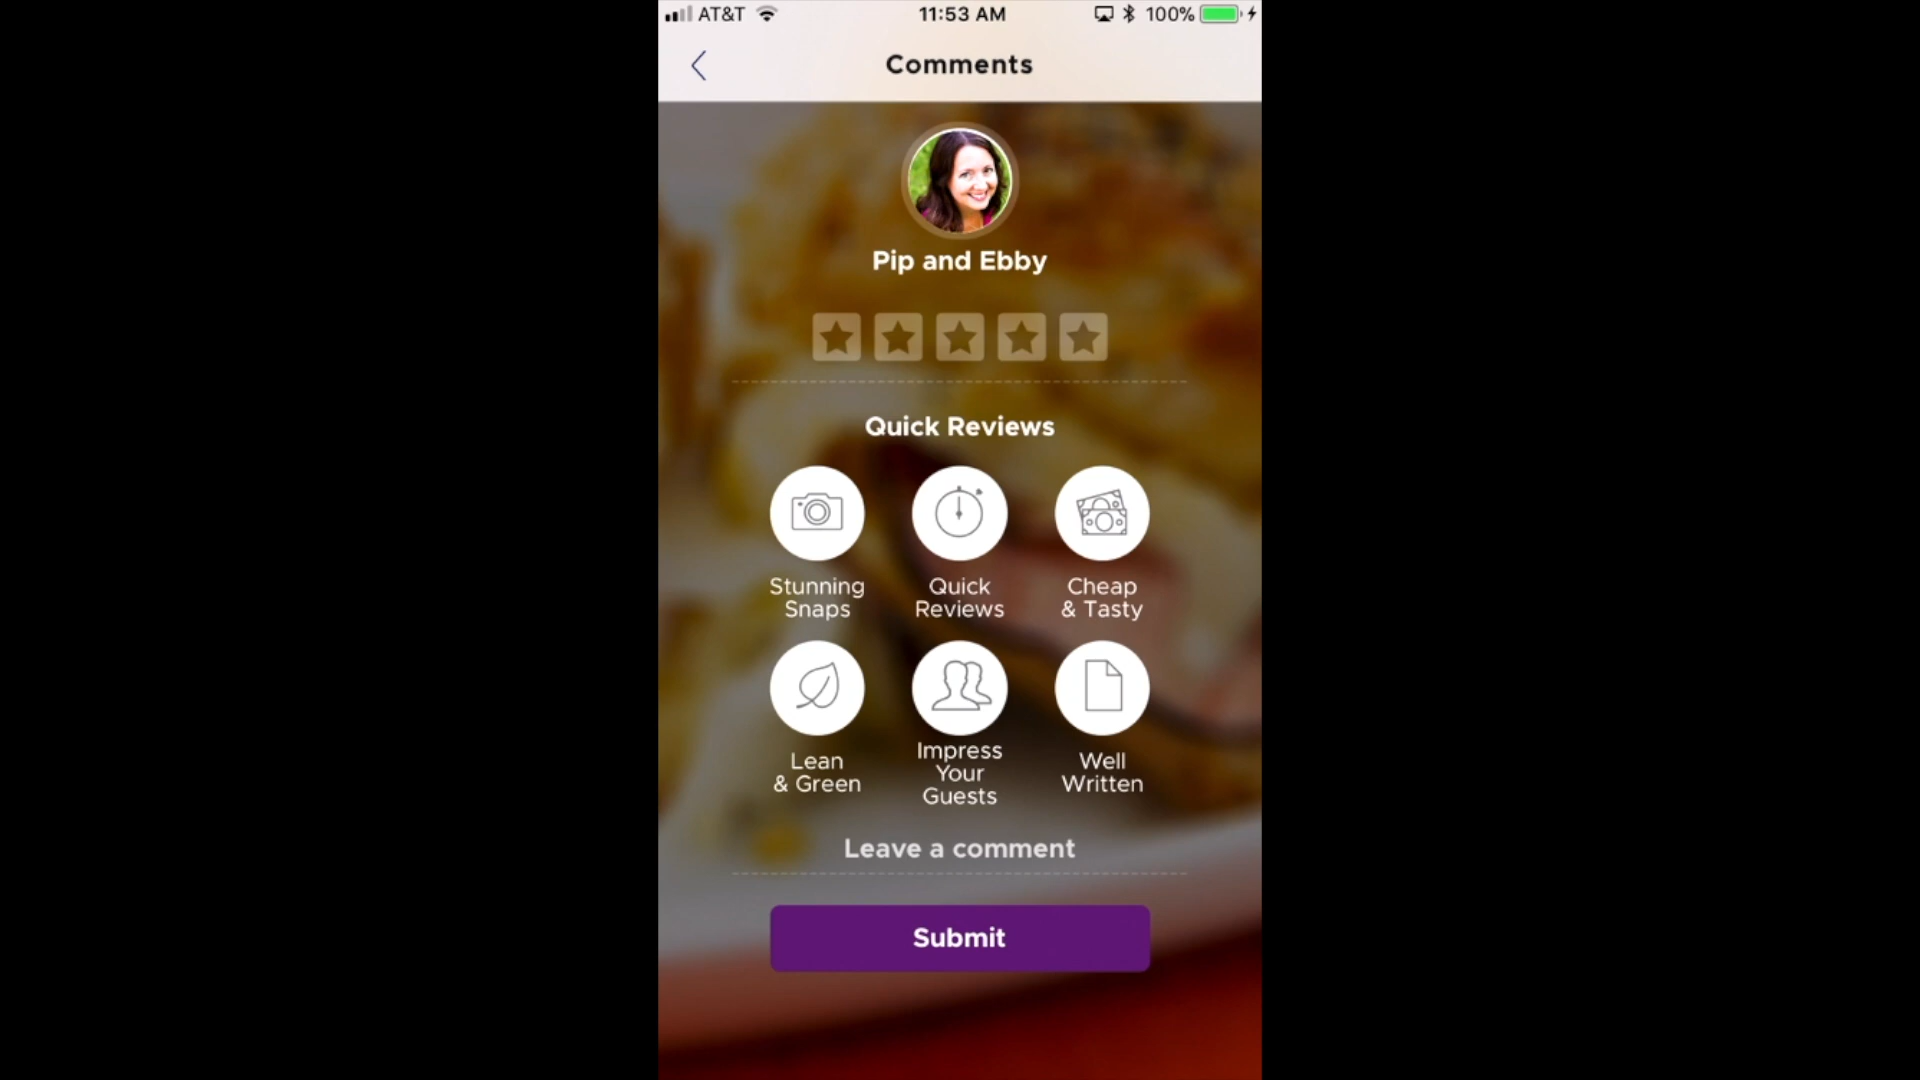 AT&T 11:53 AM 100%
Comments
Pip and Ebby
Quick Reviews
Stunning
Snaps
Quick
Reviews
Cheap
& Tasty
Lean
& Green
Impress
Your
Guests
Well
Written
Leave a comment
Submit